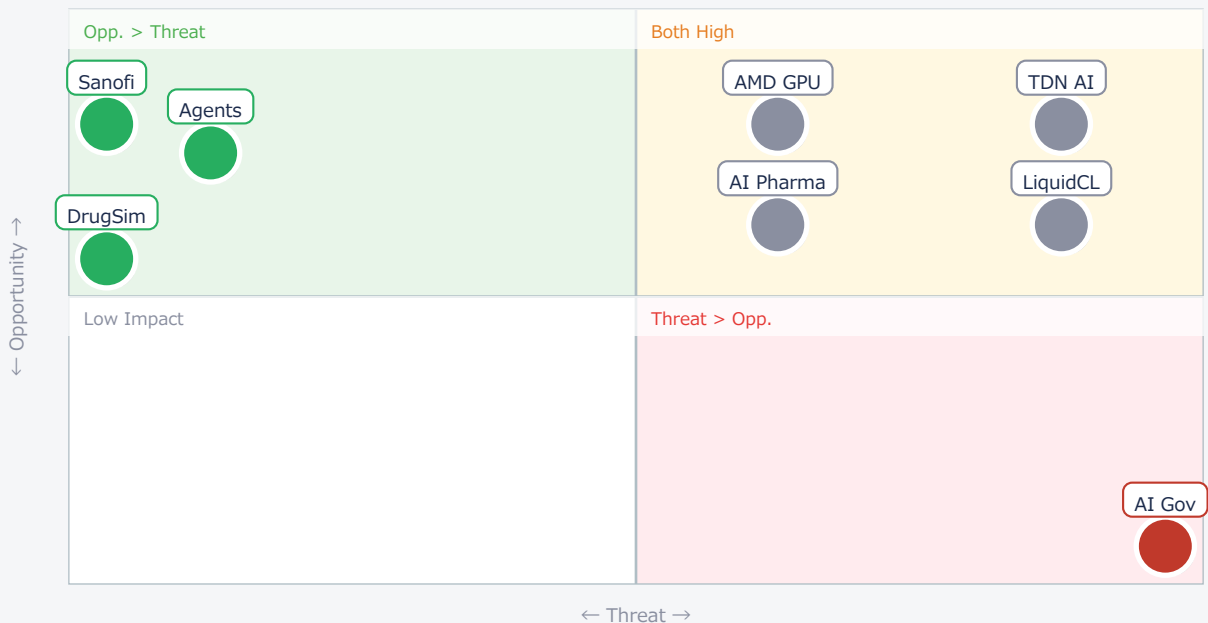 Opp. > Threat
Both High
Sanofi
Agents
AMD GPU
TDN AI
AI Pharma
LiquidCL
DrugSim
← Opportunity →
Low Impact
Threat > Opp.
AI Gov
← Threat →